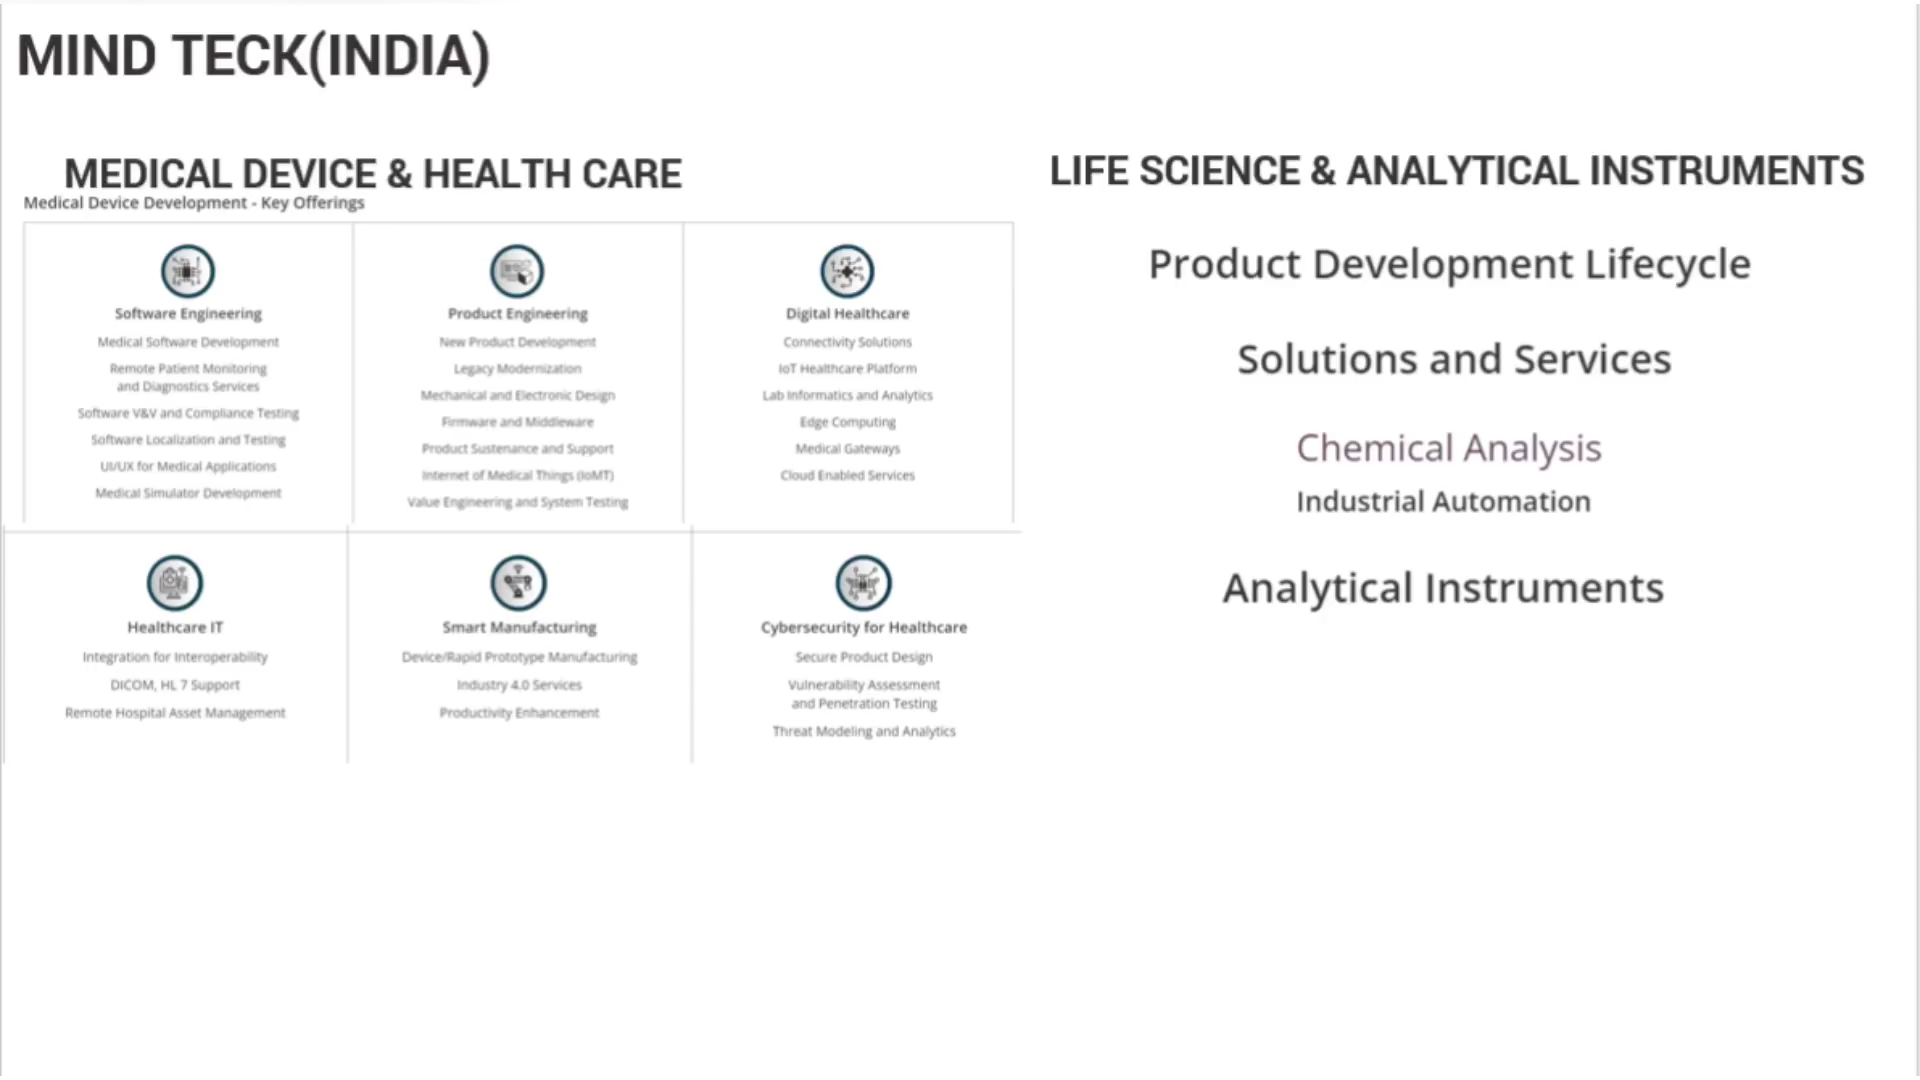 MIND TECK(INDIA)
MEDICAL DEVICE & HEALTH CARE
Medical Device Development - Key Offerings
Software Engineering
Medical Software Development
Remote Patient Monitoring
and Diagnostics Services
Software V&V and Compliance Testing
Software Localization and Testing
UI/UX for Medical Applications
Medical Simulator Development
Product Engineering
New Product Development
Legacy Modernization
Mechanical and Electronic Design
Firmware and Middleware
Product Sustenance and Support
Internet of Medical Things (IoMT)
Value Engineering and System Testing
Digital Healthcare
Connectivity Solutions
IoT Healthcare Platform
Lab Informatics and Analytics
Edge Computing
Medical Gateways
Cloud Enabled Services
Healthcare IT
Integration for Interoperability
DICOM, HL 7 Support
Remote Hospital Asset Management
Smart Manufacturing
Device/Rapid Prototype Manufacturing
Industry 4.0 Services
Productivity Enhancement
Cybersecurity for Healthcare
Secure Product Design
Vulnerability Assessment
and Penetration Testing
Threat Modeling and Analytics
LIFE SCIENCE & ANALYTICAL INSTRUMENTS
Product Development Lifecycle
Solutions and Services
Chemical Analysis
Industrial Automation
Analytical Instruments